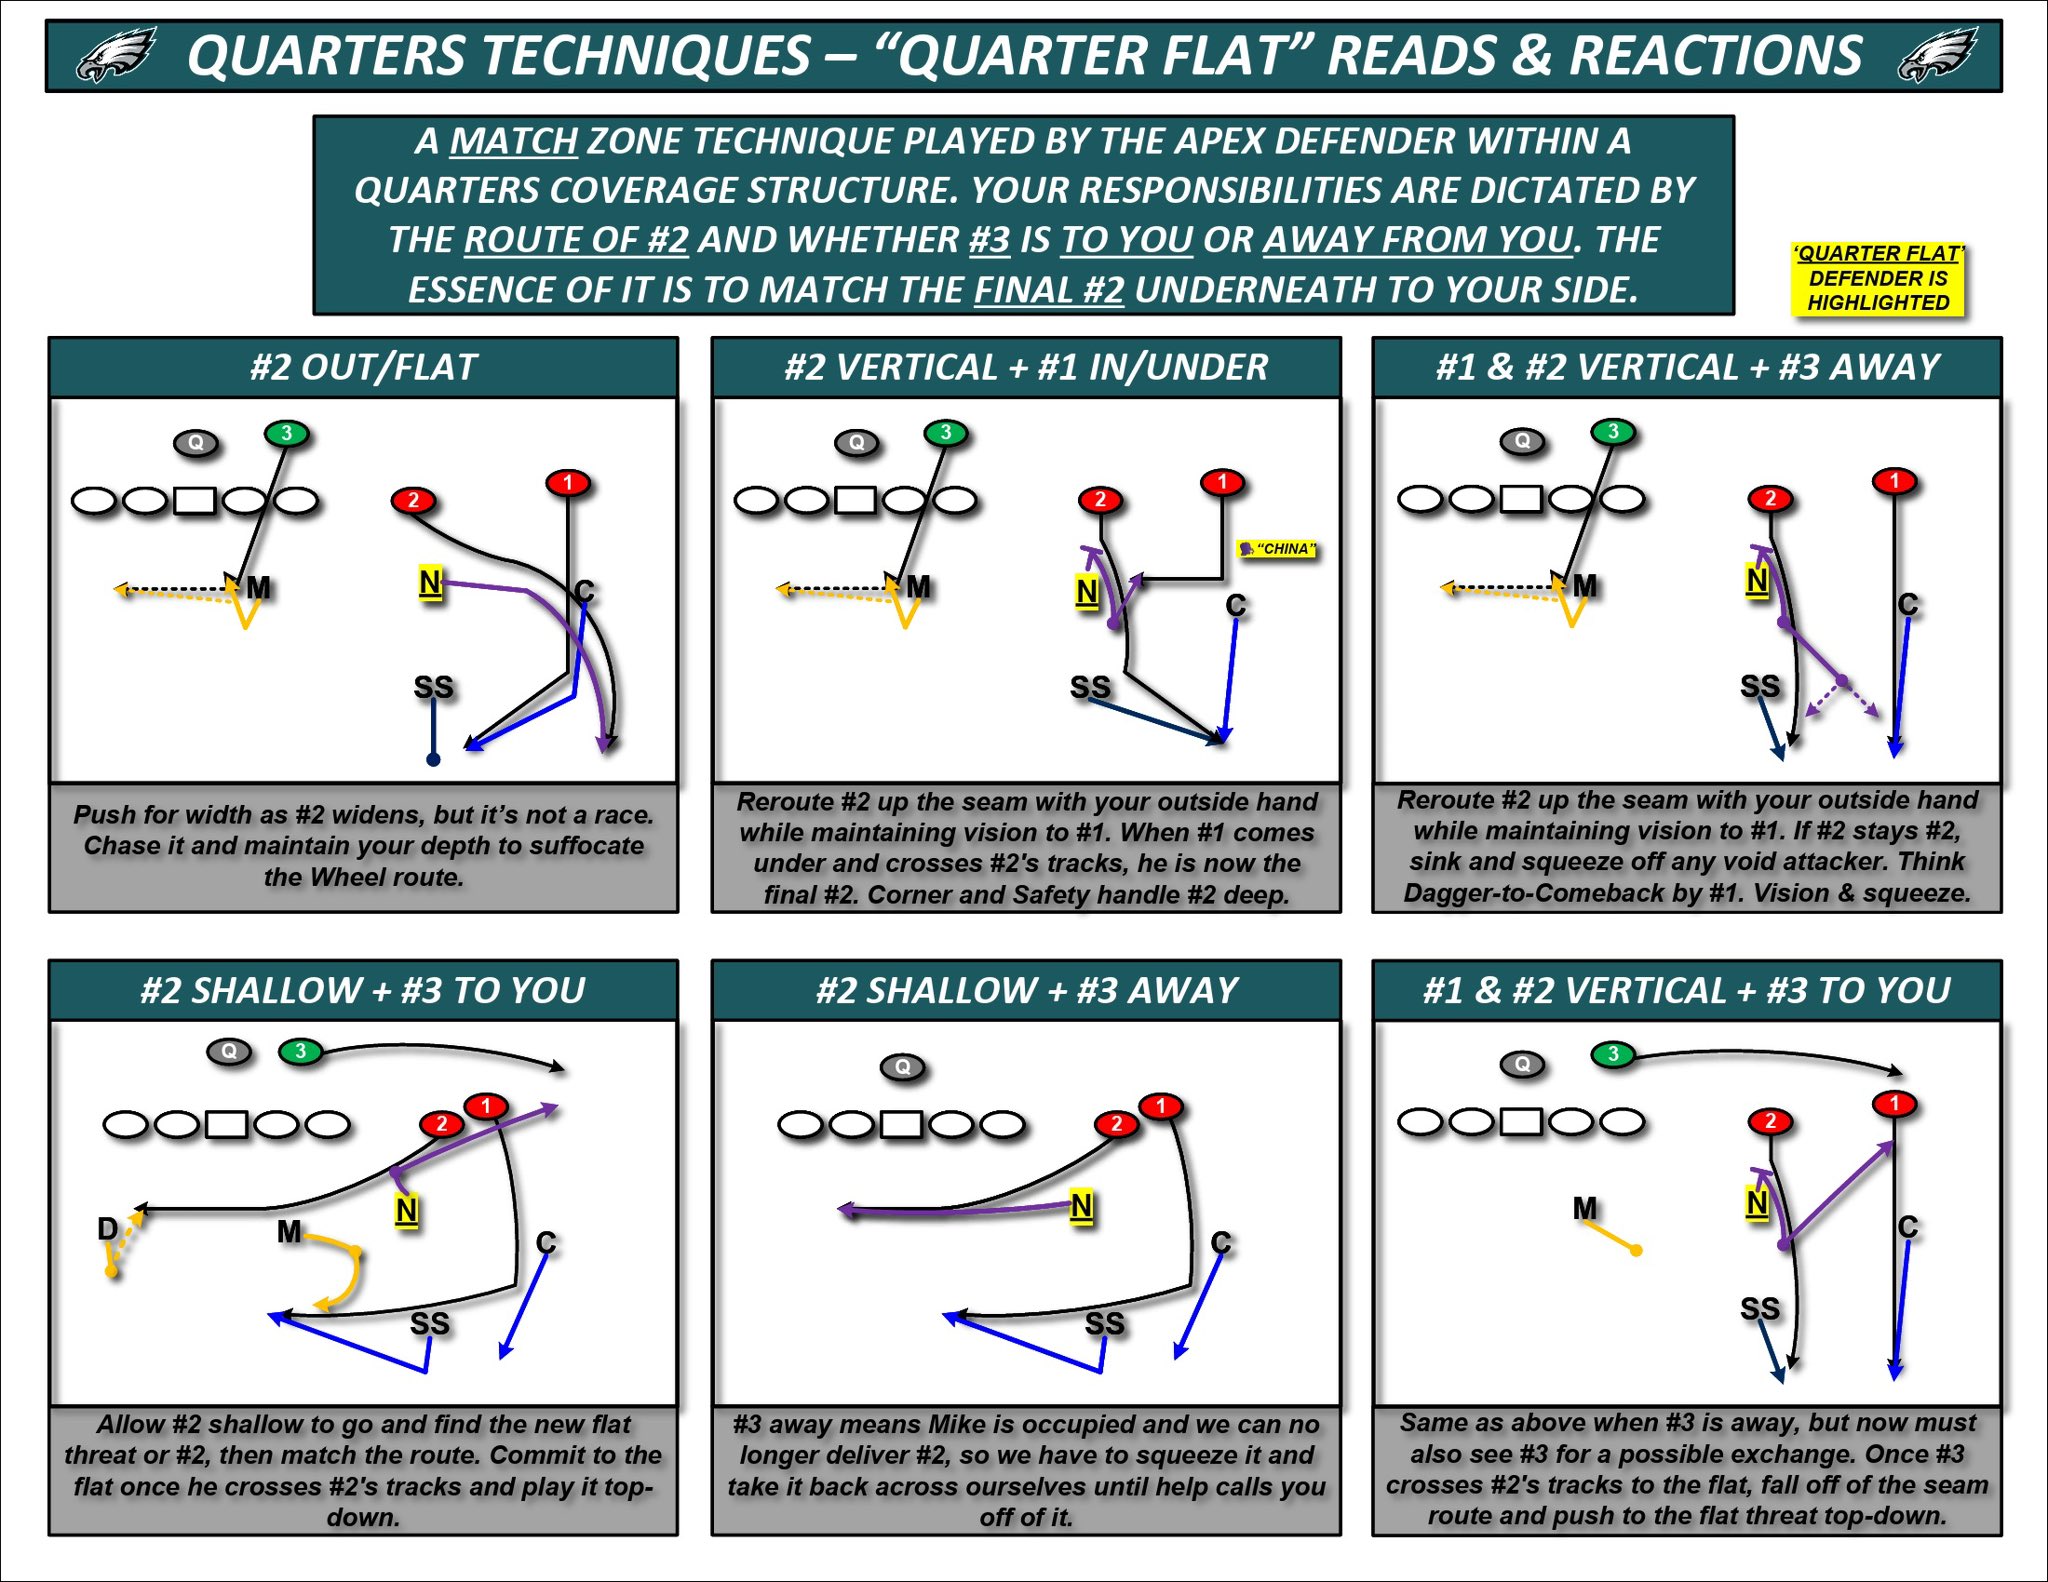 QUARTERS TECHNIQUES – “QUARTER FLAT” READS & REACTIONS
A MATCH ZONE TECHNIQUE PLAYED BY THE APEX DEFENDER WITHIN A
QUARTERS COVERAGE STRUCTURE. YOUR RESPONSIBILITIES ARE DICTATED BY
THE ROUTE OF #2 AND WHETHER #3 IS TO YOU OR AWAY FROM YOU. THE
ESSENCE OF IT IS TO MATCH THE FINAL #2 UNDERNEATH TO YOUR SIDE.
‘QUARTER FLAT’
DEFENDER IS
HIGHLIGHTED
#2 OUT/FLAT
Q
3
2
1
M
N
C
SS
Push for width as #2 widens, but it’s not a race.
Chase it and maintain your depth to suffocate
the Wheel route.
#2 VERTICAL + #1 IN/UNDER
Q
3
2
1
“CHINA”
M
N
C
SS
Reroute #2 up the seam with your outside hand
while maintaining vision to #1. When #1 comes
under and crosses #2's tracks, he is now the
final #2. Corner and Safety handle #2 deep.
#1 & #2 VERTICAL + #3 AWAY
Q
3
2
1
M
N
C
SS
Reroute #2 up the seam with your outside hand
while maintaining vision to #1. If #2 stays #2,
sink and squeeze off any void attacker. Think
Dagger-to-Comeback by #1. Vision & squeeze.
#2 SHALLOW + #3 TO YOU
Q
3
2
1
D
M
N
C
SS
Allow #2 shallow to go and find the new flat
threat or #2, then match the route. Commit to the
flat once he crosses #2's tracks and play it top-
down.
#2 SHALLOW + #3 AWAY
Q
2
1
N
C
SS
#3 away means Mike is occupied and we can no
longer deliver #2, so we have to squeeze it and
take it back across ourselves until help calls you
off of it.
#1 & #2 VERTICAL + #3 TO YOU
Q
3
2
1
M
N
C
SS
Same as above when #3 is away, but now must
also see #3 for a possible exchange. Once #3
crosses #2's tracks to the flat, fall off of the seam
route and push to the flat threat top-down.